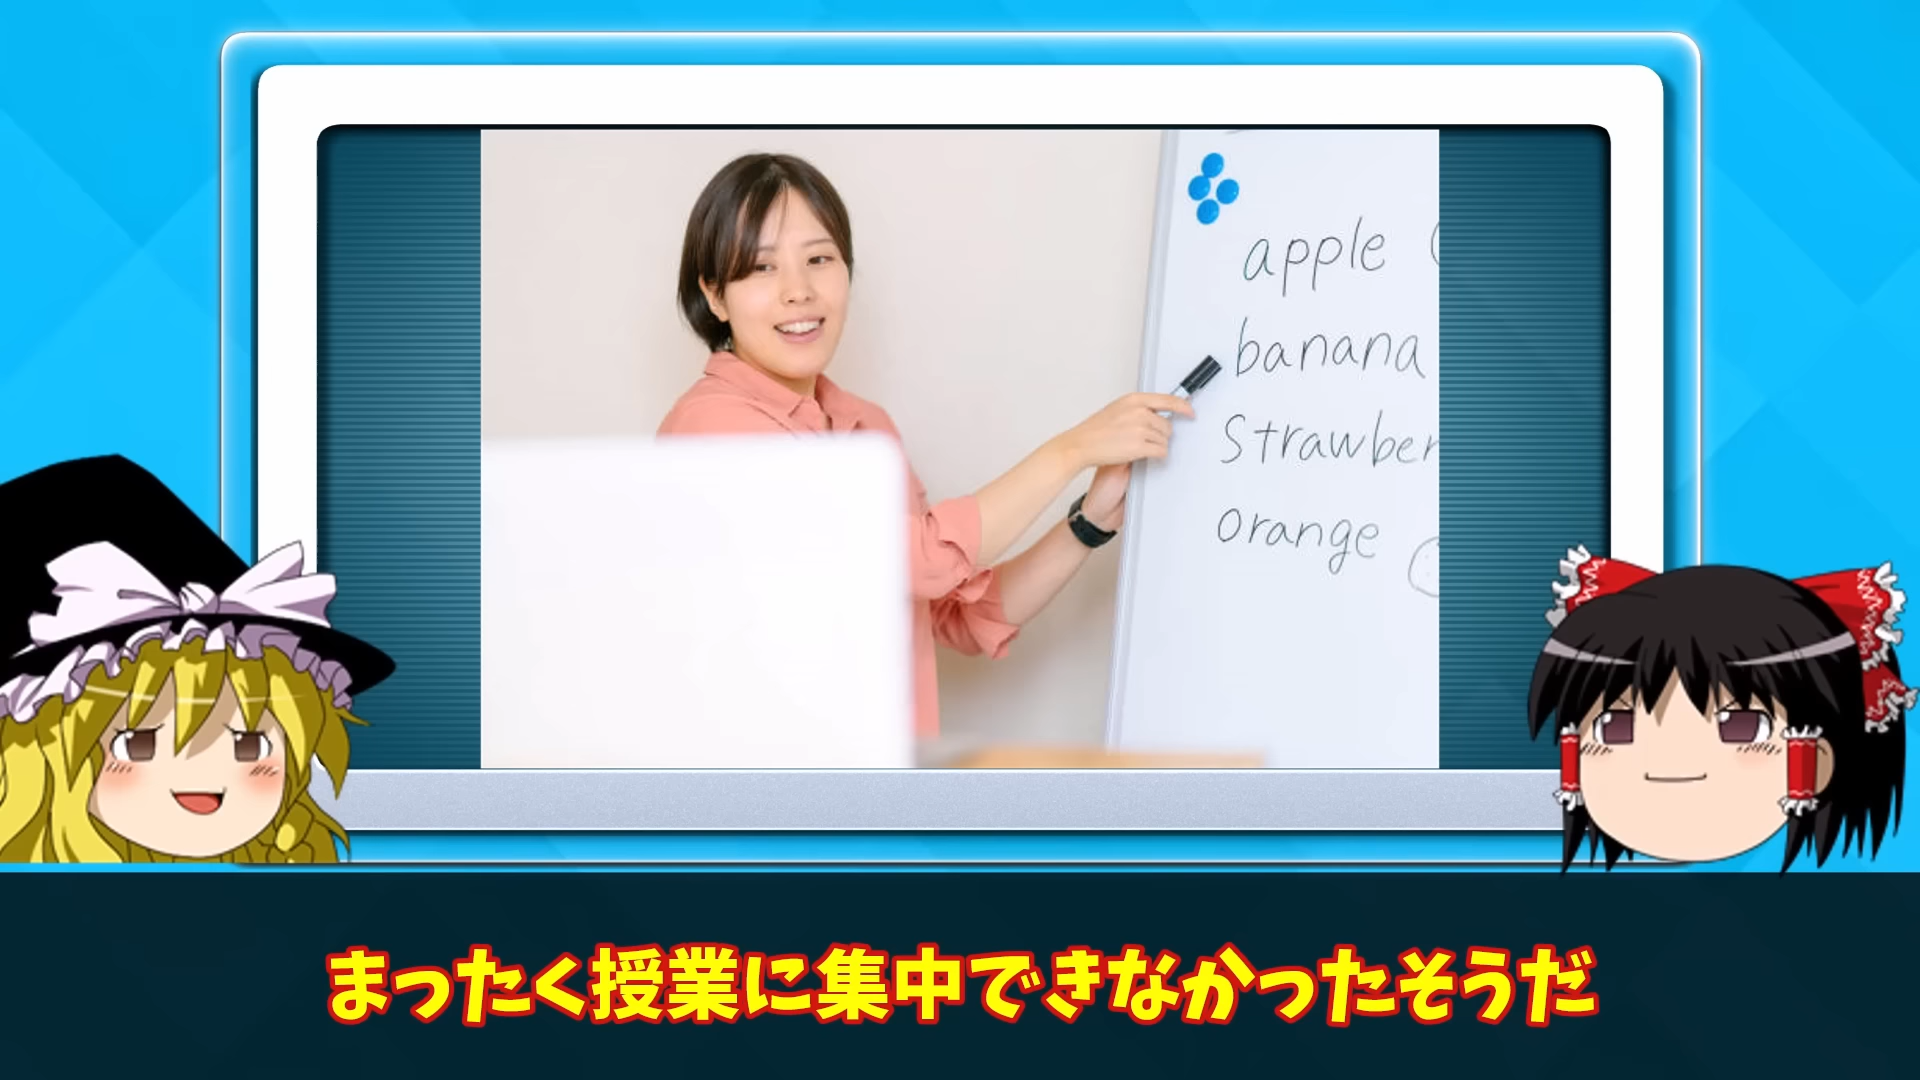 apple
banana
Strawber
orange
まったく授業に集中できなかったそうだ